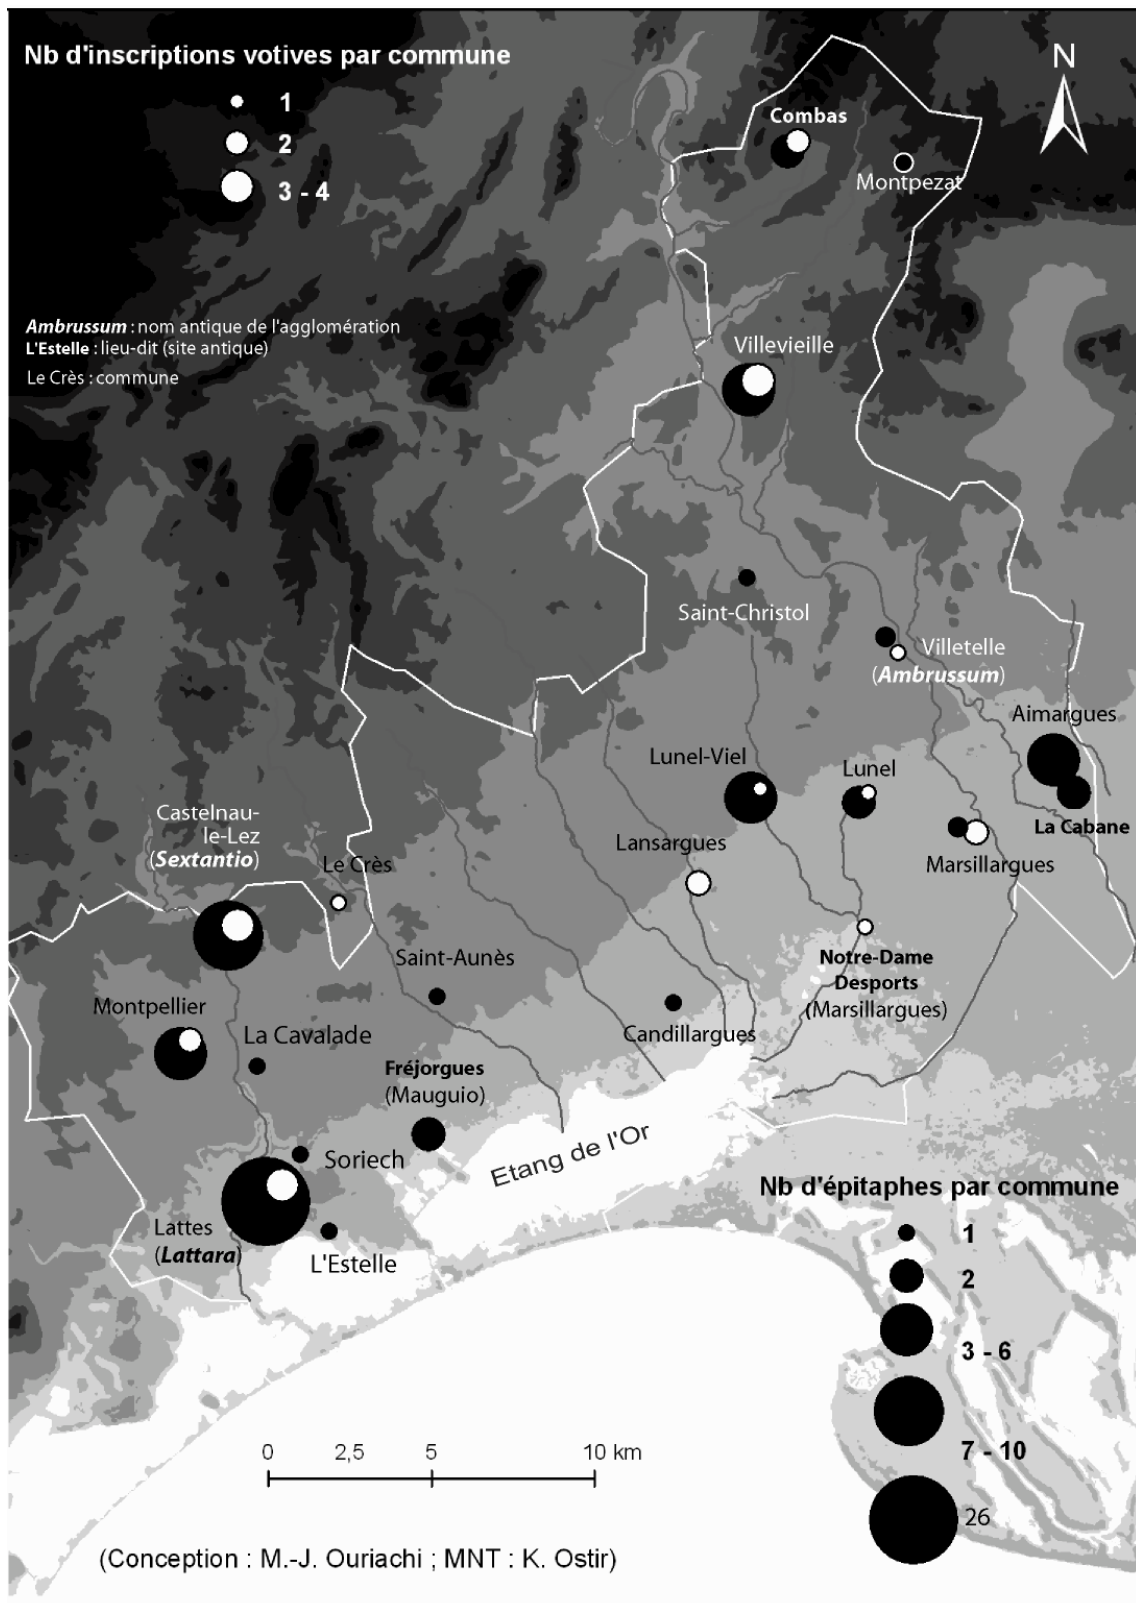 Nb d'inscriptions votives par commune
1
2
3 - 4
N
Combas
Montpezat
Ambrussum : nom antique de l'agglomération
L'Estelle : lieu-dit (site antique)
Le Crès : commune
Villevieille
Saint-Christol
Villetelle
(Ambrussum)
Aimargues
Lunel-Viel
Lunel
Castelnau-
le-Lez
(Sextantio)
Le Crès
Lansargues
La Cabane
Marsillargues
Saint-Aunès
Notre-Dame
Desports
(Marsillargues)
Montpellier
La Cavalade
Candillargues
Fréjorgues
(Mauguio)
Etang de l'Or
Soriech
Lattes
(Lattara)
L'Estelle
Nb d'épitaphes par commune
1
2
3 - 6
7 - 10
26
0 2,5 5 10 km
(Conception : M.-J. Ouriachi ; MNT : K. Ostir)